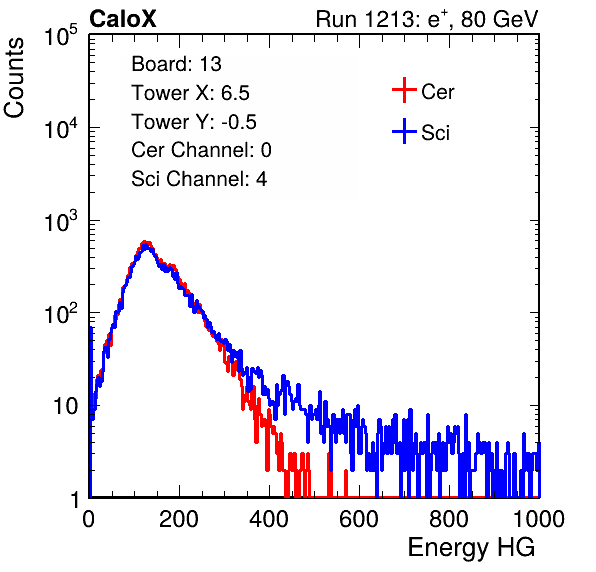 CaloX Run 1213: e⁺, 80 GeV
Counts
10⁵
10⁴
10³
10²
10
1
Board: 13
Tower X: 6.5
Tower Y: -0.5
Cer Channel: 0
Sci Channel: 4
Cer
Sci
0 200 400 600 800 1000
Energy HG